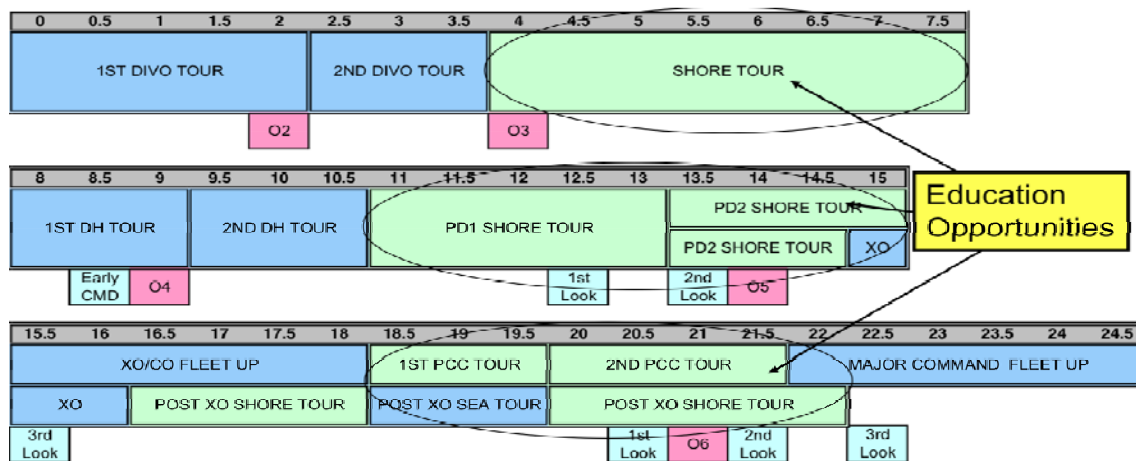 0 0.5 1 1.5 2 2.5 3 3.5 4 4.5 5 5.5 6 6.5 7 7.5
1ST DIVO TOUR 2ND DIVO TOUR SHORE TOUR
O2 O3
8 8.5 9 9.5 10 10.5 11 11.5 12 12.5 13 13.5 14 14.5 15
1ST DH TOUR 2ND DH TOUR PD1 SHORE TOUR PD2 SHORE TOUR
PD2 SHORE TOUR XO
Education
Opportunities
Early
CMD
O4
1st
Look
2nd
Look
O5
15.5 16 16.5 17 17.5 18 18.5 19 19.5 20 20.5 21 21.5 22 22.5 23 23.5 24 24.5
XO/CO FLEET UP 1ST PCC TOUR 2ND PCC TOUR MAJOR COMMAND FLEET UP
XO POST XO SHORE TOUR POST XO SEA TOUR POST XO SHORE TOUR
3rd
Look
1st
Look
O6
2nd
Look
3rd
Look